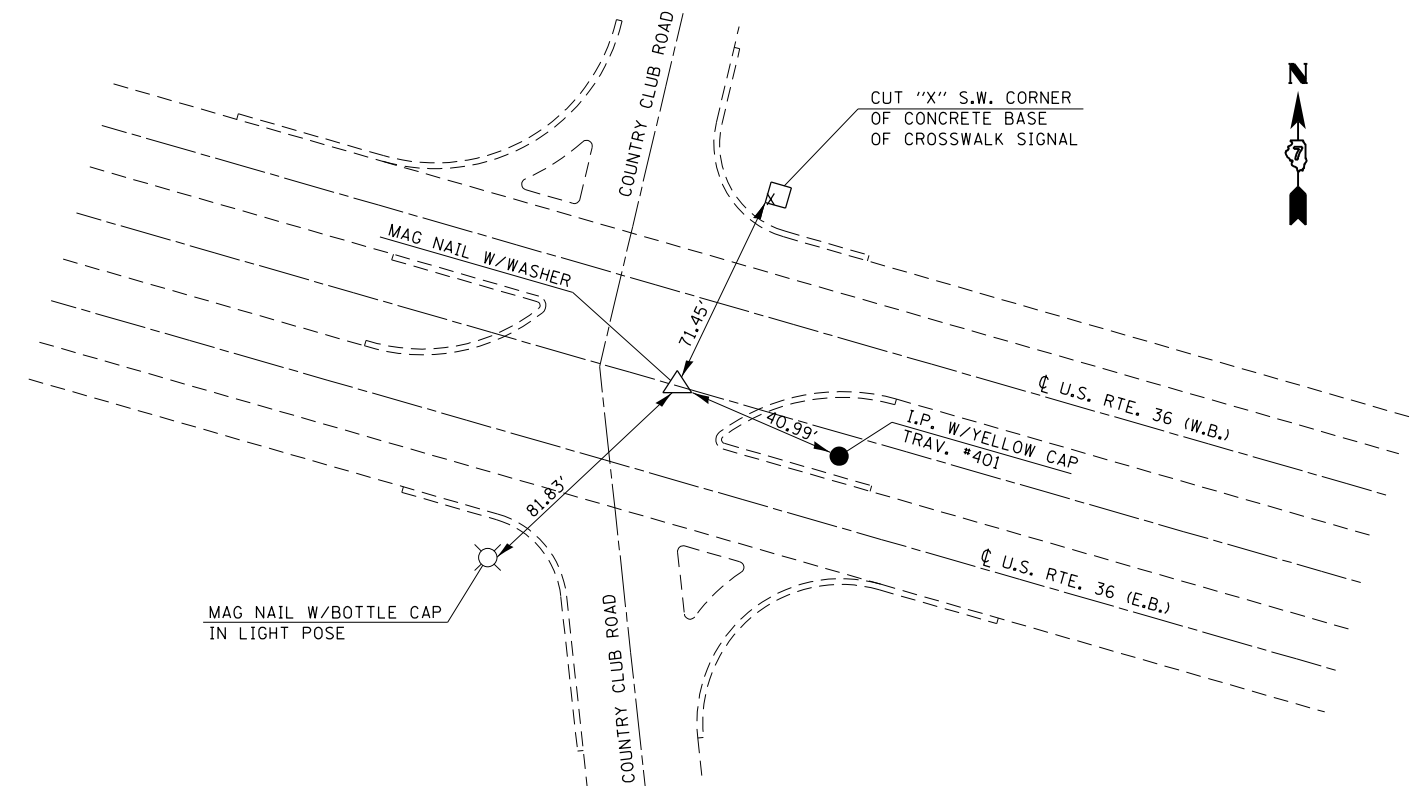 COUNTRY CLUB ROAD
N
7
CUT "X" S.W. CORNER
OF CONCRETE BASE
OF CROSSWALK SIGNAL
X
MAG NAIL W/WASHER
71.45'
℄ U.S. RTE. 36 (W.B.)
40.99'
I.P. W/YELLOW CAP
TRAV. #401
81.83'
℄ U.S. RTE. 36 (E.B.)
MAG NAIL W/BOTTLE CAP
IN LIGHT POSE
COUNTRY CLUB ROAD